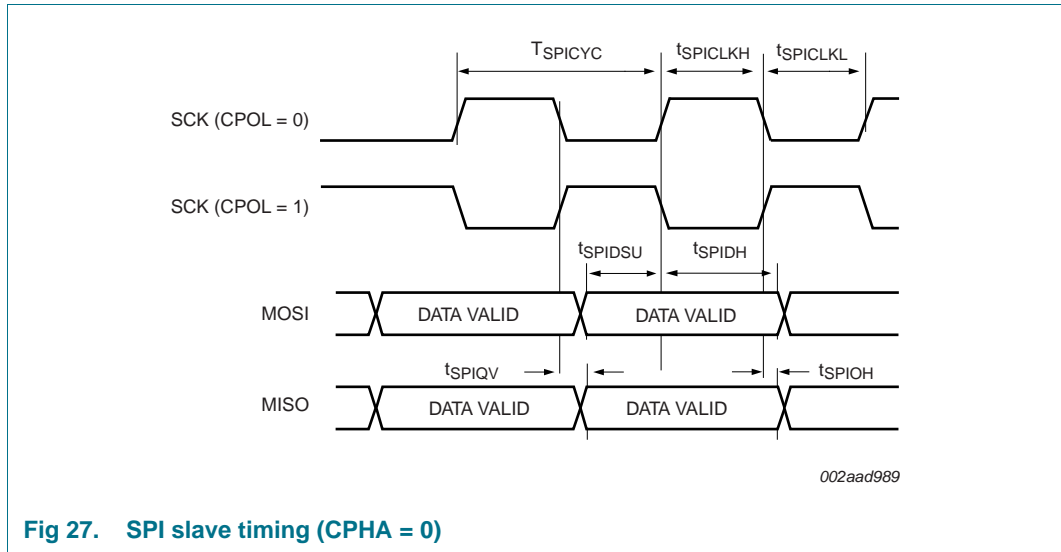 TSPICYC tSPICLKH tSPICLKL
SCK (CPOL = 0)
SCK (CPOL = 1)
tSPIDSU tSPIDH
MOSI DATA VALID DATA VALID
tSPIQV tSPIOH
MISO DATA VALID DATA VALID
002aad989
Fig 27. SPI slave timing (CPHA = 0)